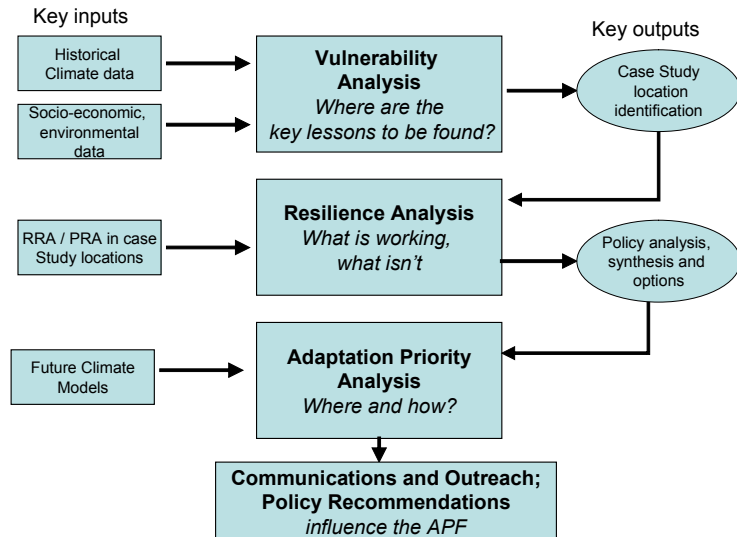 Key inputs
Key outputs
Historical
Climate data
Vulnerability
Analysis
Where are the
key lessons to be found?
Case Study
location
identification
Socio-economic,
environmental
data
RRA / PRA in case
Study locations
Resilience Analysis
What is working,
what isn't
Policy analysis,
synthesis and
options
Future Climate
Models
Adaptation Priority
Analysis
Where and how?
Communications and Outreach;
Policy Recommendations
influence the APF